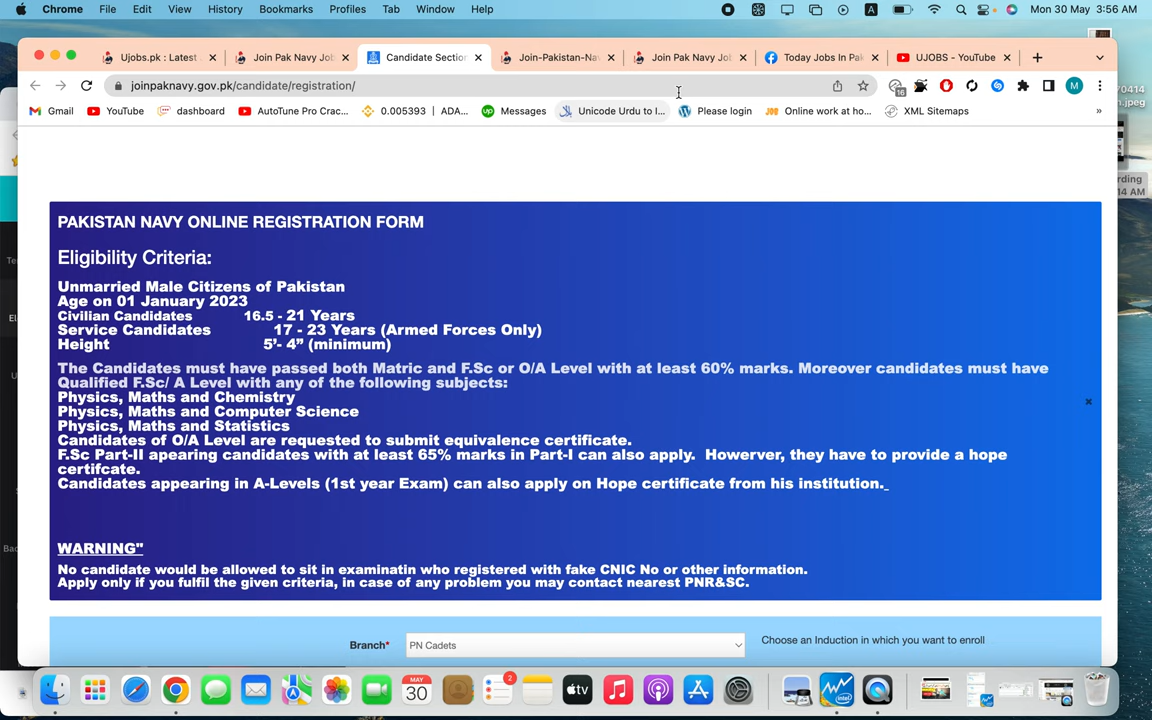 Chrome File Edit View History Bookmarks Profiles Tab Window Help
A
Mon 30 May 3:56 AM
Ujobs.pk : Latest
Join Pak Navy Jo
Candidate Section
Join-Pakistan-Na
Join Pak Navy Jo
Today Jobs In Pak
UJOBS - YouTube
joinpaknavy.gov.pk/candidate/registration/
16
M
Gmail YouTube dashboard AutoTune Pro Crac... 0.005393 | ADA... Messages Unicode Urdu to I... Please login Online work at ho... XML Sitemaps »
PAKISTAN NAVY ONLINE REGISTRATION FORM
Eligibility Criteria:
Unmarried Male Citizens of Pakistan
Age on 01 January 2023
Civilian Candidates 16.5 - 21 Years
Service Candidates 17 - 23 Years (Armed Forces Only)
Height 5’- 4” (minimum)
The Candidates must have passed both Matric and F.Sc or O/A Level with at least 60% marks. Moreover candidates must have
Qualified F.Sc/ A Level with any of the following subjects:
Physics, Maths and Chemistry
Physics, Maths and Computer Science
Physics, Maths and Statistics
Candidates of O/A Level are requested to submit equivalence certificate.
F.Sc Part-II apearing candidates with at least 65% marks in Part-I can also apply. Howerver, they have to provide a hope
certifcate.
Candidates appearing in A-Levels (1st year Exam) can also apply on Hope certificate from his institution.
WARNING"
No candidate would be allowed to sit in examinatin who registered with fake CNIC No or other information.
Apply only if you fulfil the given criteria, in case of any problem you may contact nearest PNR&SC.
Branch*
PN Cadets
Choose an Induction in which you want to enroll
MAY
30
2
tv
intel